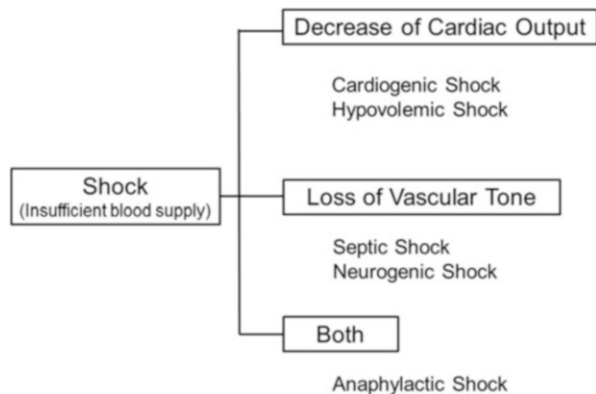 Decrease of Cardiac Output
Cardiogenic Shock
Hypovolemic Shock
Shock
(Insufficient blood supply)
Loss of Vascular Tone
Septic Shock
Neurogenic Shock
Both
Anaphylactic Shock